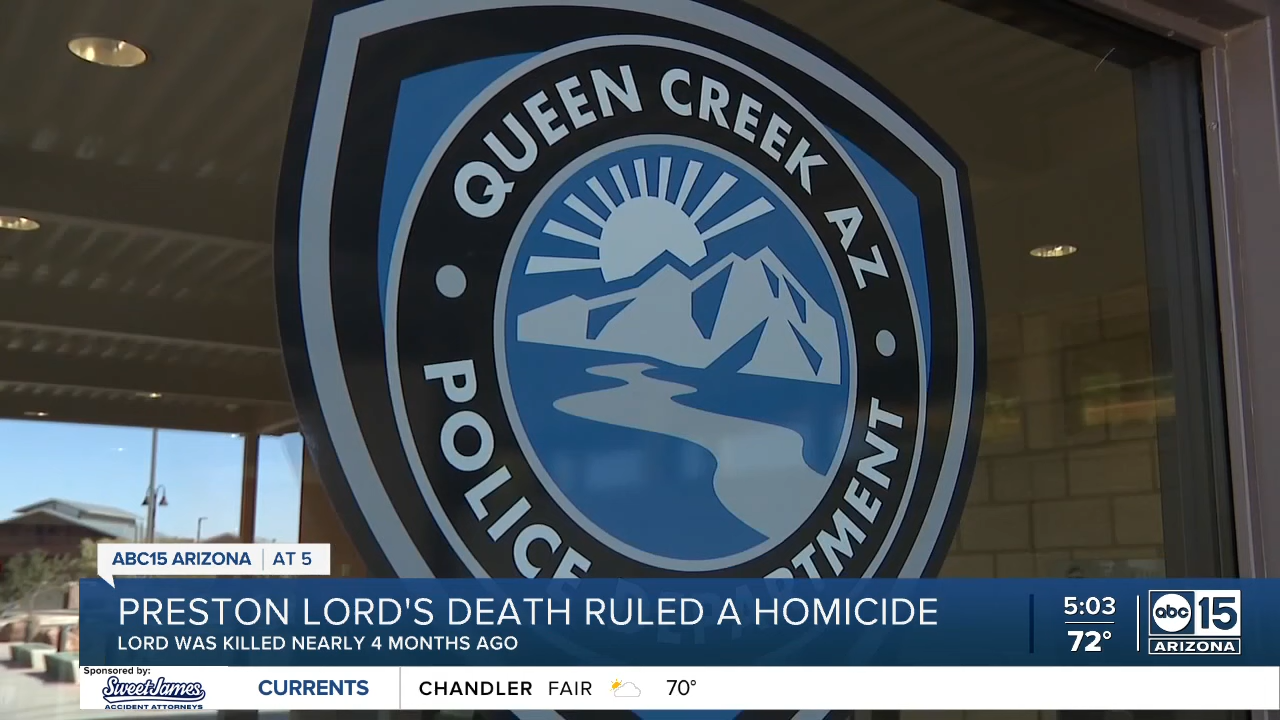 QUEEN CREEK AZ
POLICE DEPARTMENT
ABC15 ARIZONA | AT 5
PRESTON LORD'S DEATH RULED A HOMICIDE
LORD WAS KILLED NEARLY 4 MONTHS AGO
5:03
72°
abc 15
ARIZONA
Sponsored by:
Sweet James
ACCIDENT ATTORNEYS
CURRENTS
CHANDLER FAIR 70°